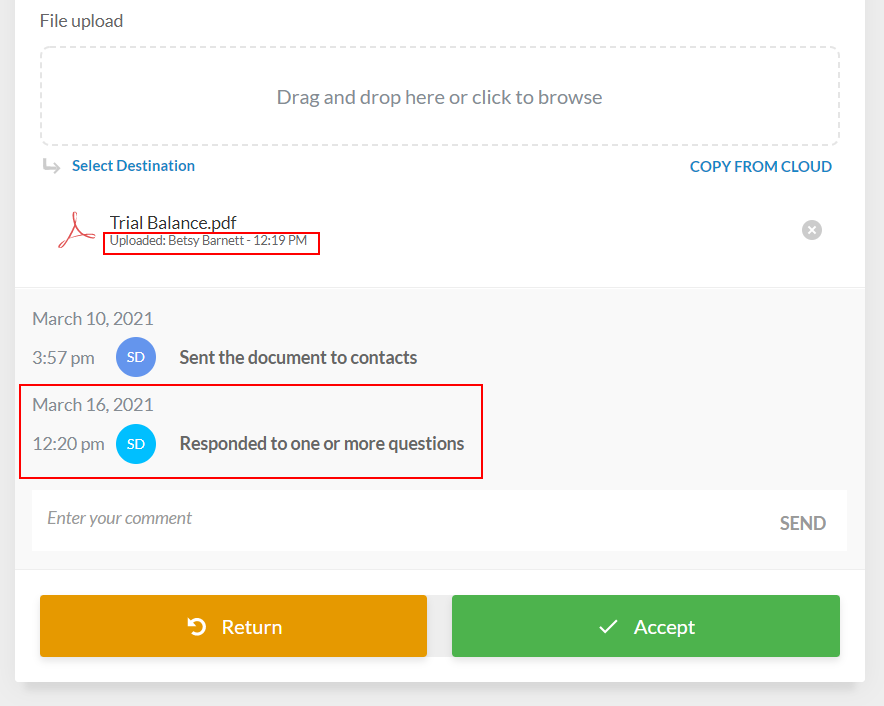 File upload
Drag and drop here or click to browse
Select Destination
COPY FROM CLOUD
Trial Balance.pdf
Uploaded: Betsy Barnett - 12:19 PM
March 10, 2021
3:57 pm SD Sent the document to contacts
March 16, 2021
12:20 pm SD Responded to one or more questions
Enter your comment
SEND
Return
Accept